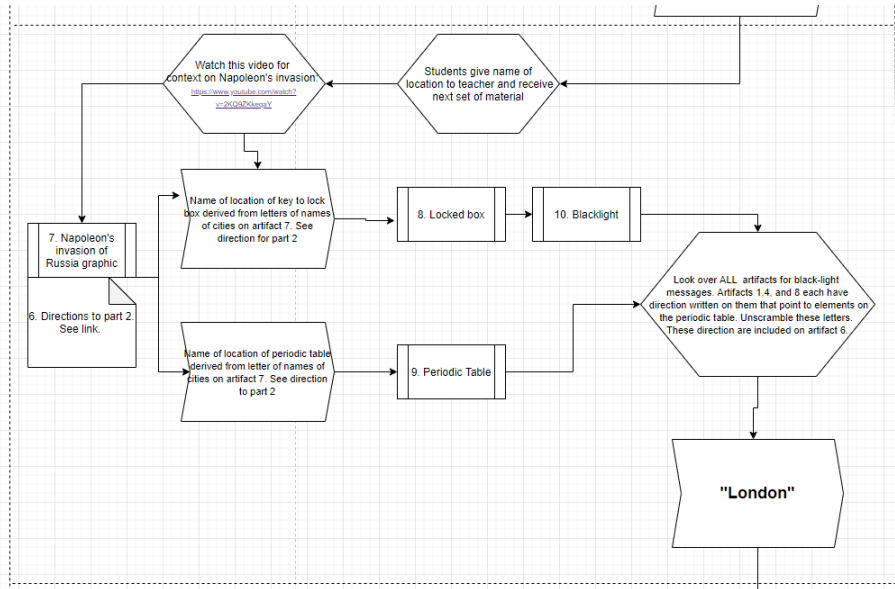 Watch this video for
context on Napoleon's invasion:
https://www.youtube.com/watch?
v=2KQ9ZKkeqaY
Students give name of
location to teacher and receive
next set of material
Name of location of key to lock
box derived from letters of names
of cities on artifact 7. See
direction for part 2
8. Locked box
10. Blacklight
7. Napoleon's
invasion of
Russia graphic
6. Directions to part 2.
See link.
Look over ALL artifacts for black-light
messages. Artifacts 1,4, and 8 each have
direction written on them that point to elements on
the periodic table. Unscramble these letters.
These direction are included on artifact 6.
Name of location of periodic table
derived from letter of names of
cities on artifact 7. See direction
to part 2
9. Periodic Table
"London"